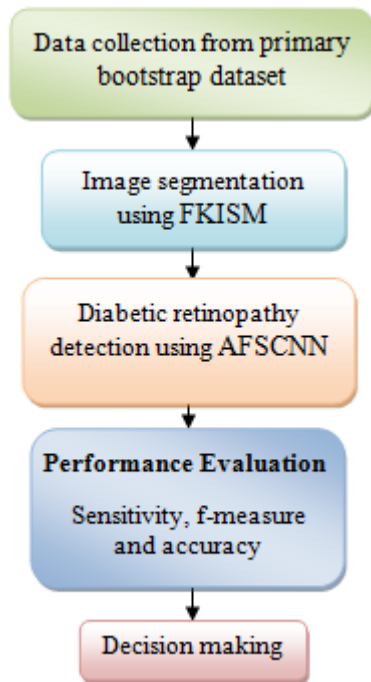 Data collection from primary
bootstrap dataset
Image segmentation
using FKISM
Diabetic retinopathy
detection using AFSCNN
Performance Evaluation
Sensitivity, f-measure
and accuracy
Decision making